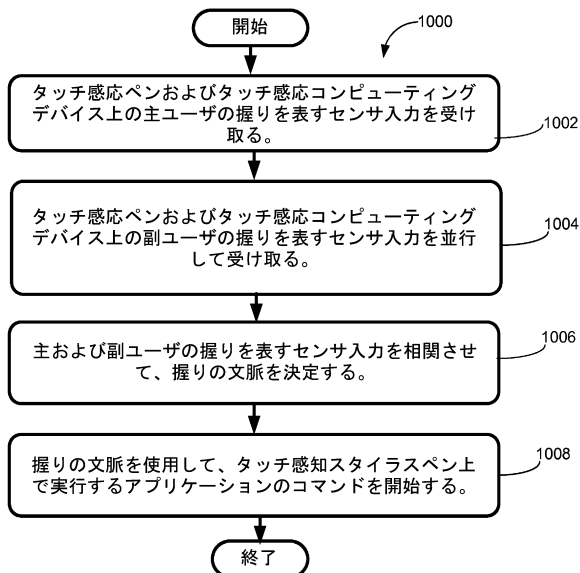 開始
1000
タッチ感応ペンおよびタッチ感応コンピューティング
デバイス上の主ユーザの握りを表すセンサ入力を受け
取る。
1002
タッチ感応ペンおよびタッチ感応コンピューティング
デバイス上の副ユーザの握りを表すセンサ入力を並行
して受け取る。
1004
主および副ユーザの握りを表すセンサ入力を相関させ
て、握りの文脈を決定する。
1006
握りの文脈を使用して、タッチ感知スタイラスペン上
で実行するアプリケーションのコマンドを開始する。
1008
終了